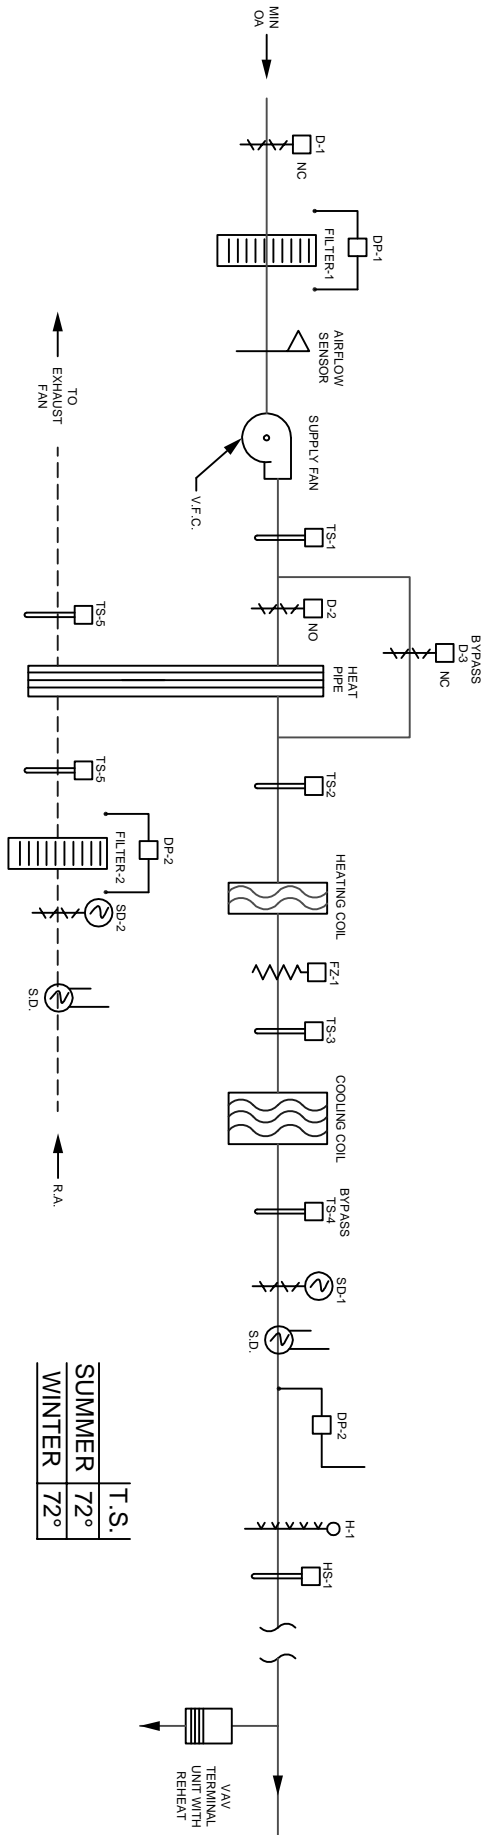 MIN
OA
D-1
NC
DP-1
FILTER-1
AIRFLOW
SENSOR
SUPPLY FAN
V.F.C.
TS-1
D-2
NO
BYPASS
D-3
NC
HEAT
PIPE
TS-2
HEATING COIL
FZ-1
TS-3
COOLING COIL
BYPASS
TS-4
SD-1
S.D.
DP-2
H-1
HS-1
VAV
TERMINAL
UNIT WITH
REHEAT
TO
EXHAUST
FAN
TS-5
TS-5
DP-2
FILTER-2
SD-2
S.D.
R.A.
T.S.
SUMMER 72°
WINTER 72°